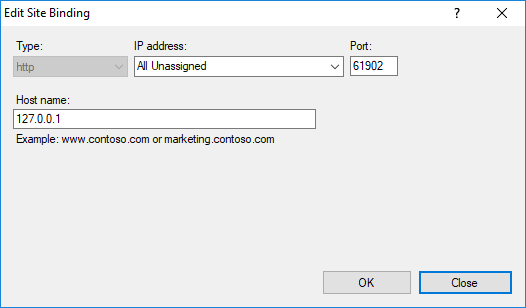 Edit Site Binding
?
Type: IP address: Port:
http All Unassigned 61902
Host name:
127.0.0.1
Example: www.contoso.com or marketing.contoso.com
OK Close